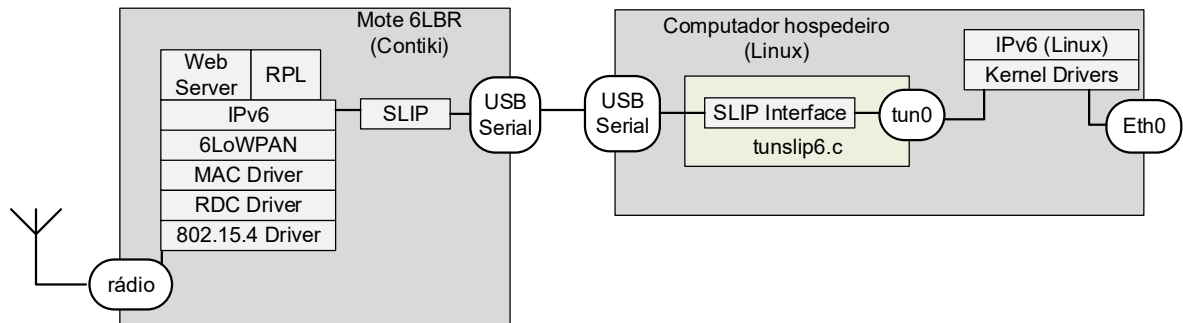 Mote 6LBR
(Contiki)
Web
Server
RPL
IPv6
6LoWPAN
MAC Driver
RDC Driver
802.15.4 Driver
rádio
SLIP
USB
Serial
Computador hospedeiro
(Linux)
USB
Serial
SLIP Interface
tunslip6.c
tun0
IPv6 (Linux)
Kernel Drivers
Eth0